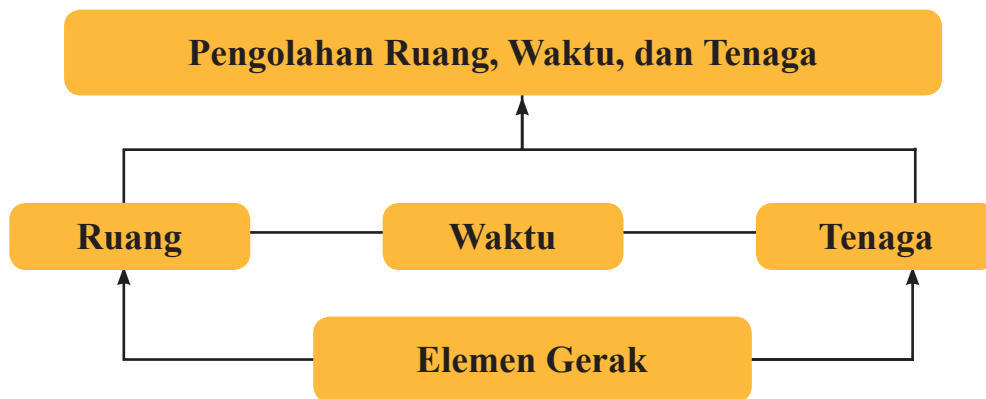 Pengolahan Ruang, Waktu, dan Tenaga
Ruang
Waktu
Tenaga
Elemen Gerak